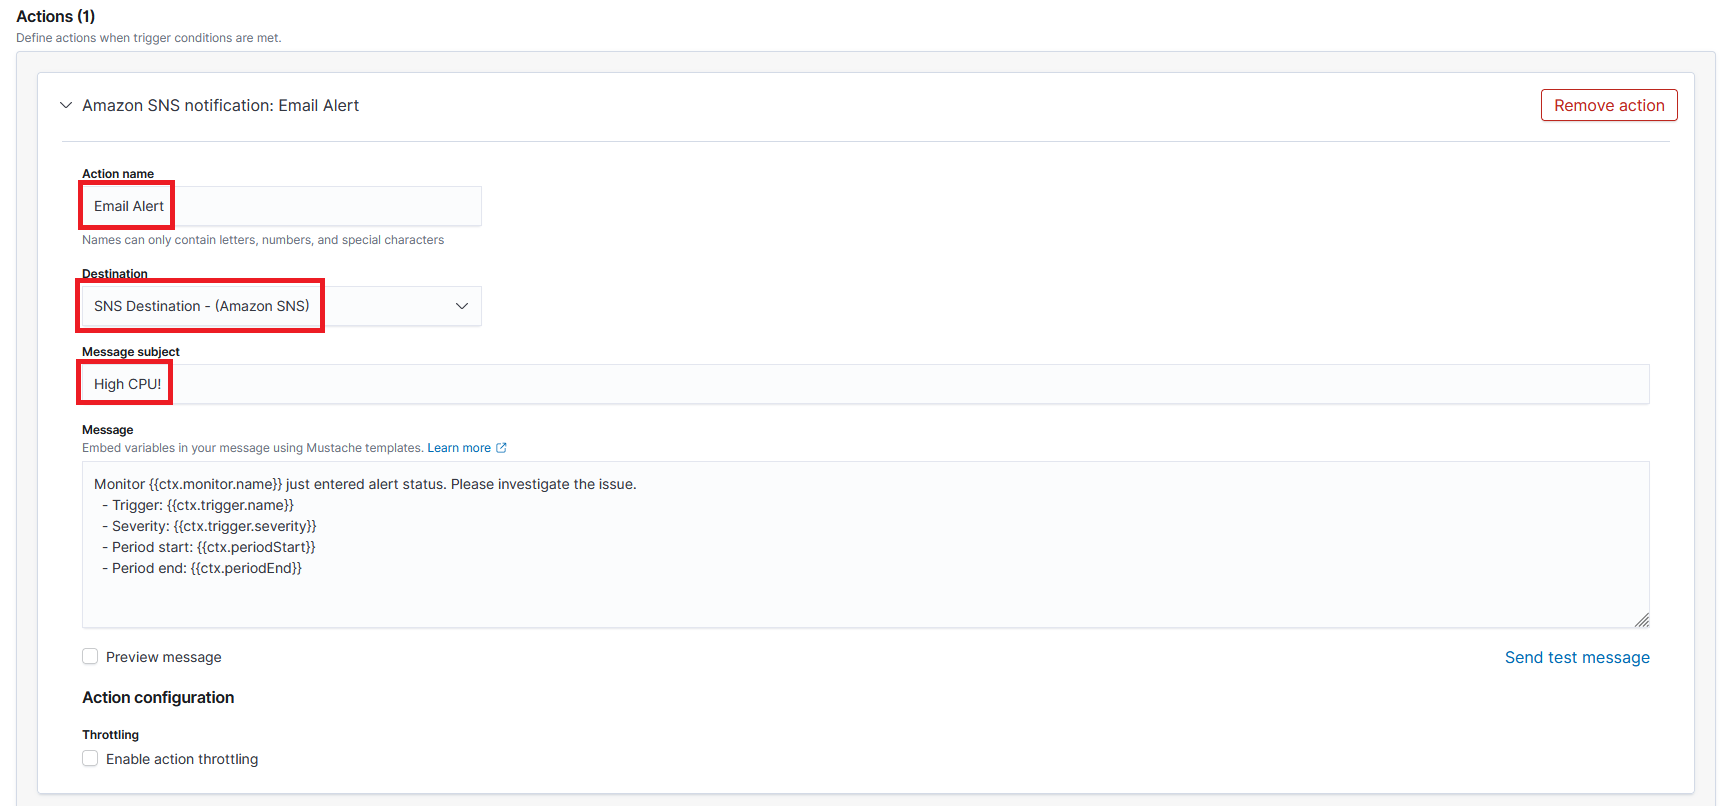 Actions (1)
Define actions when trigger conditions are met.
Amazon SNS notification: Email Alert
Remove action
Action name
Email Alert
Names can only contain letters, numbers, and special characters
Destination
SNS Destination - (Amazon SNS)
Message subject
High CPU!
Message
Embed variables in your message using Mustache templates. Learn more
Monitor {{ctx.monitor.name}} just entered alert status. Please investigate the issue.
- Trigger: {{ctx.trigger.name}}
- Severity: {{ctx.trigger.severity}}
- Period start: {{ctx.periodStart}}
- Period end: {{ctx.periodEnd}}
Preview message
Send test message
Action configuration
Throttling
Enable action throttling